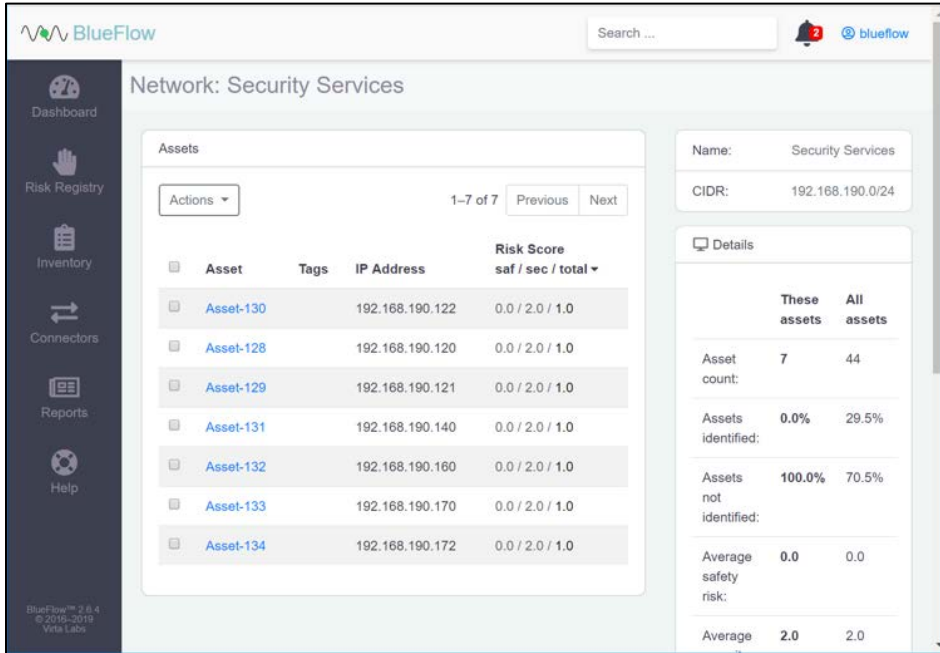 BlueFlow
Search ...
2
blueflow
Dashboard
Risk Registry
Inventory
Connectors
Reports
Help
BlueFlow™ 2.6.4
© 2016–2019
Virta Labs
Network: Security Services
Assets
Actions
1–7 of 7 Previous Next
Risk Score
Asset Tags IP Address saf / sec / total
Asset-130 192.168.190.122 0.0 / 2.0 / 1.0
Asset-128 192.168.190.120 0.0 / 2.0 / 1.0
Asset-129 192.168.190.121 0.0 / 2.0 / 1.0
Asset-131 192.168.190.140 0.0 / 2.0 / 1.0
Asset-132 192.168.190.160 0.0 / 2.0 / 1.0
Asset-133 192.168.190.170 0.0 / 2.0 / 1.0
Asset-134 192.168.190.172 0.0 / 2.0 / 1.0
Name: Security Services
CIDR: 192.168.190.0/24
Details
These All
assets assets
Asset 7 44
count:
Assets 0.0% 29.5%
identified:
Assets 100.0% 70.5%
not
identified:
Average 0.0 0.0
safety
risk:
Average 2.0 2.0